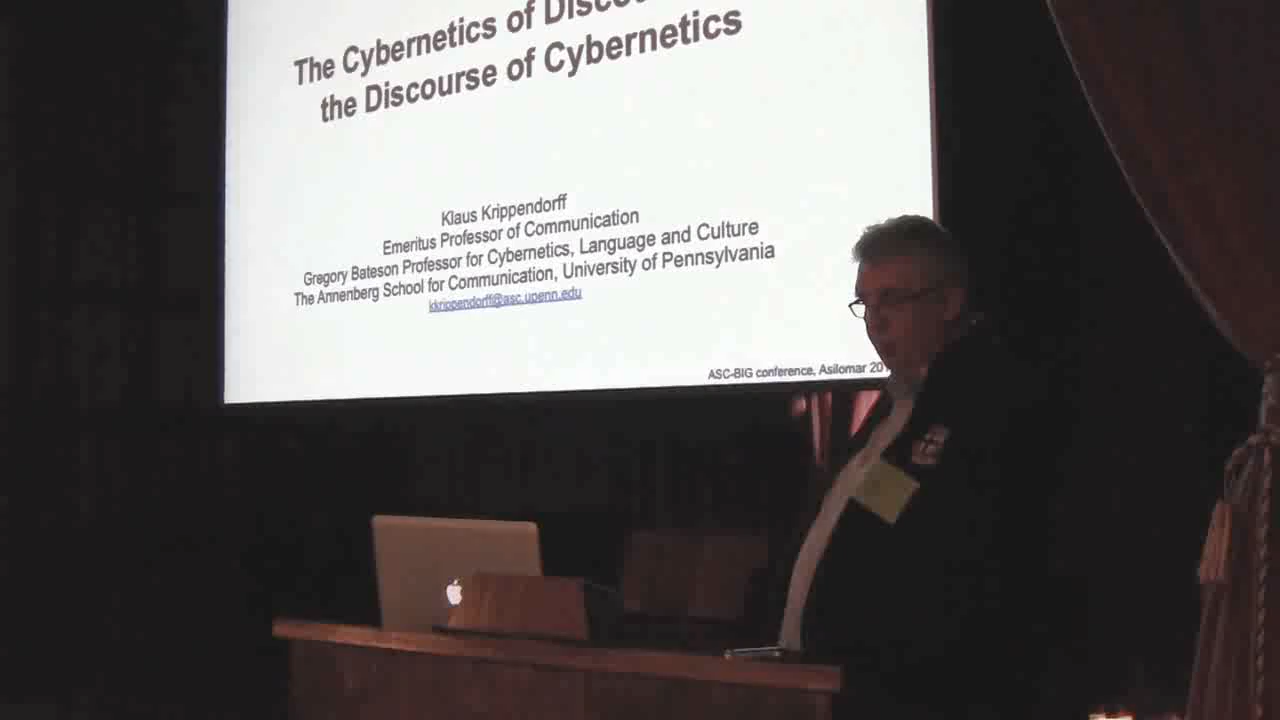 The Cybernetics of
the Discourse of Cybernetics
Klaus Krippendorff
Emeritus Professor of Communication
Gregory Bateson Professor for Cybernetics, Language and Culture
The Annenberg School for Communication, University of Pennsylvania
kkrippendorff@asc.upenn.edu
ASC-BIG conference, Asilomar